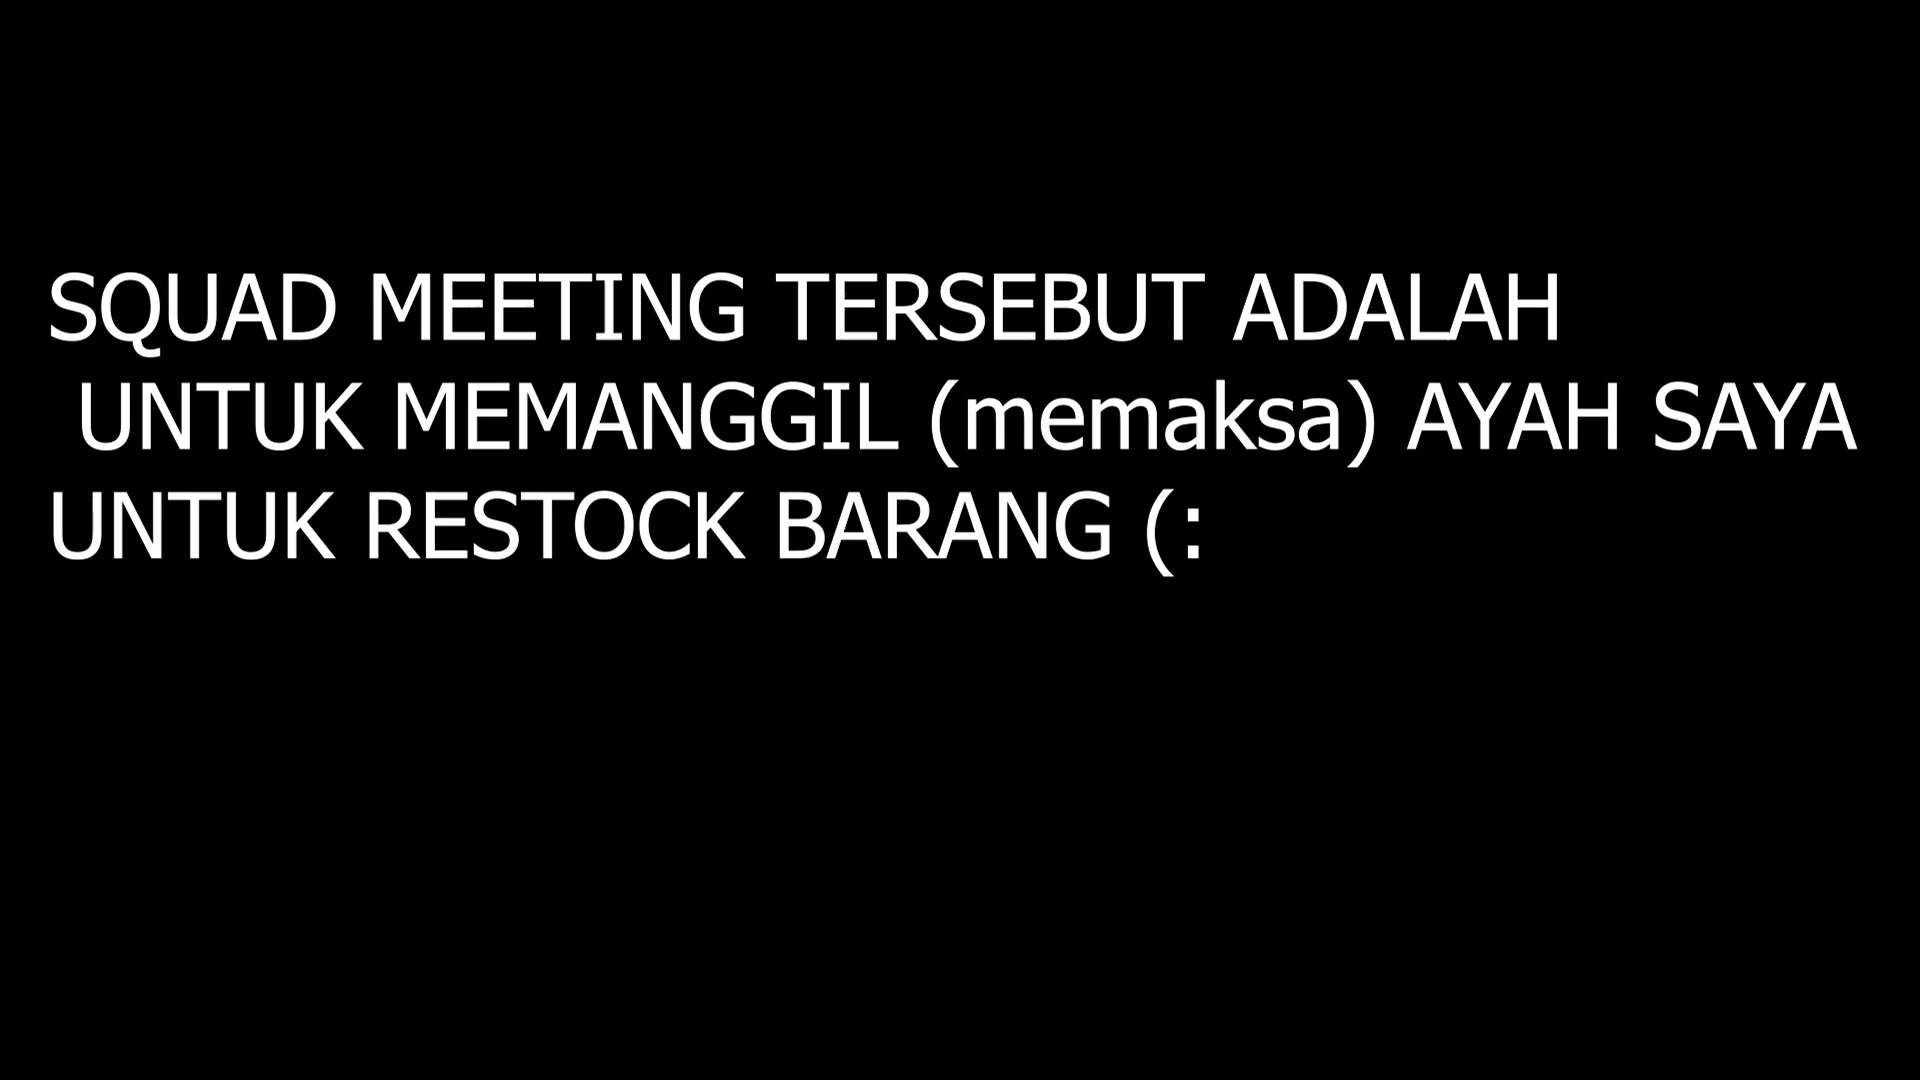 SQUAD MEETING TERSEBUT ADALAH
UNTUK MEMANGGIL (memaksa) AYAH SAYA
UNTUK RESTOCK BARANG (: